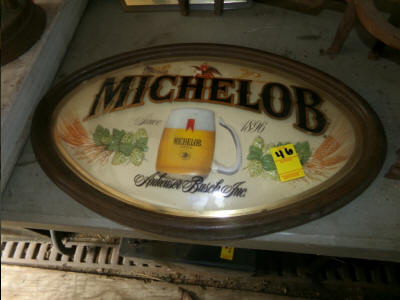 MICHELOB
Since 1896
MICHELOB
Anheuser Busch, Inc.
46